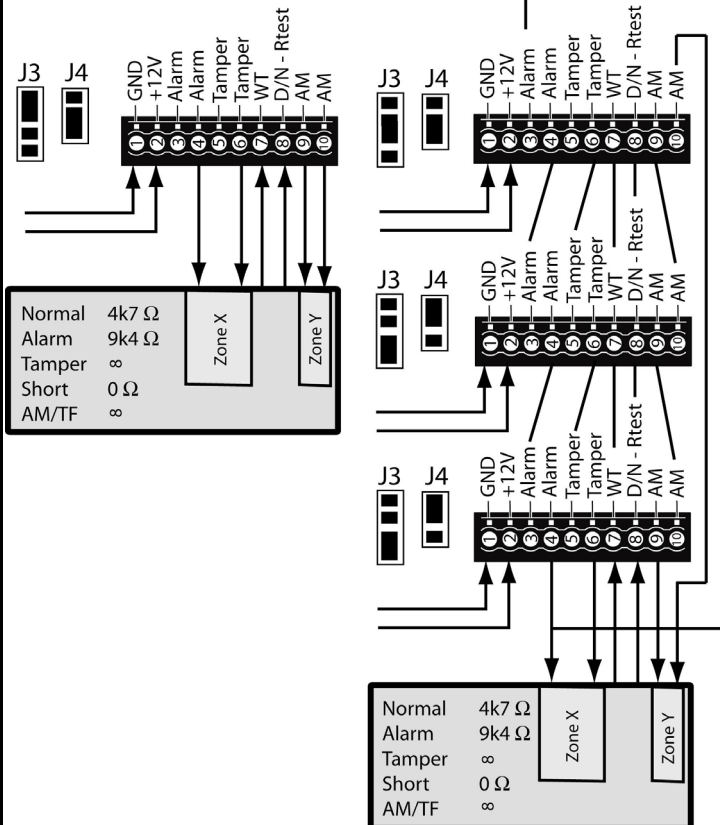 J3 J4
GND
+12V
Alarm
Alarm
Tamper
Tamper
WT
D/N - Rtest
AM
AM
1 2 3 4 5 6 7 8 9 10
Normal 4k7 Ω
Alarm 9k4 Ω
Tamper ∞
Short 0 Ω
AM/TF ∞
Zone X
Zone Y
J3 J4
GND
+12V
Alarm
Alarm
Tamper
Tamper
WT
D/N - Rtest
AM
AM
1 2 3 4 5 6 7 8 9 10
J3 J4
GND
+12V
Alarm
Alarm
Tamper
Tamper
WT
D/N - Rtest
AM
AM
1 2 3 4 5 6 7 8 9 10
J3 J4
GND
+12V
Alarm
Alarm
Tamper
Tamper
WT
D/N - Rtest
AM
AM
1 2 3 4 5 6 7 8 9 10
Normal 4k7 Ω
Alarm 9k4 Ω
Tamper ∞
Short 0 Ω
AM/TF ∞
Zone X
Zone Y